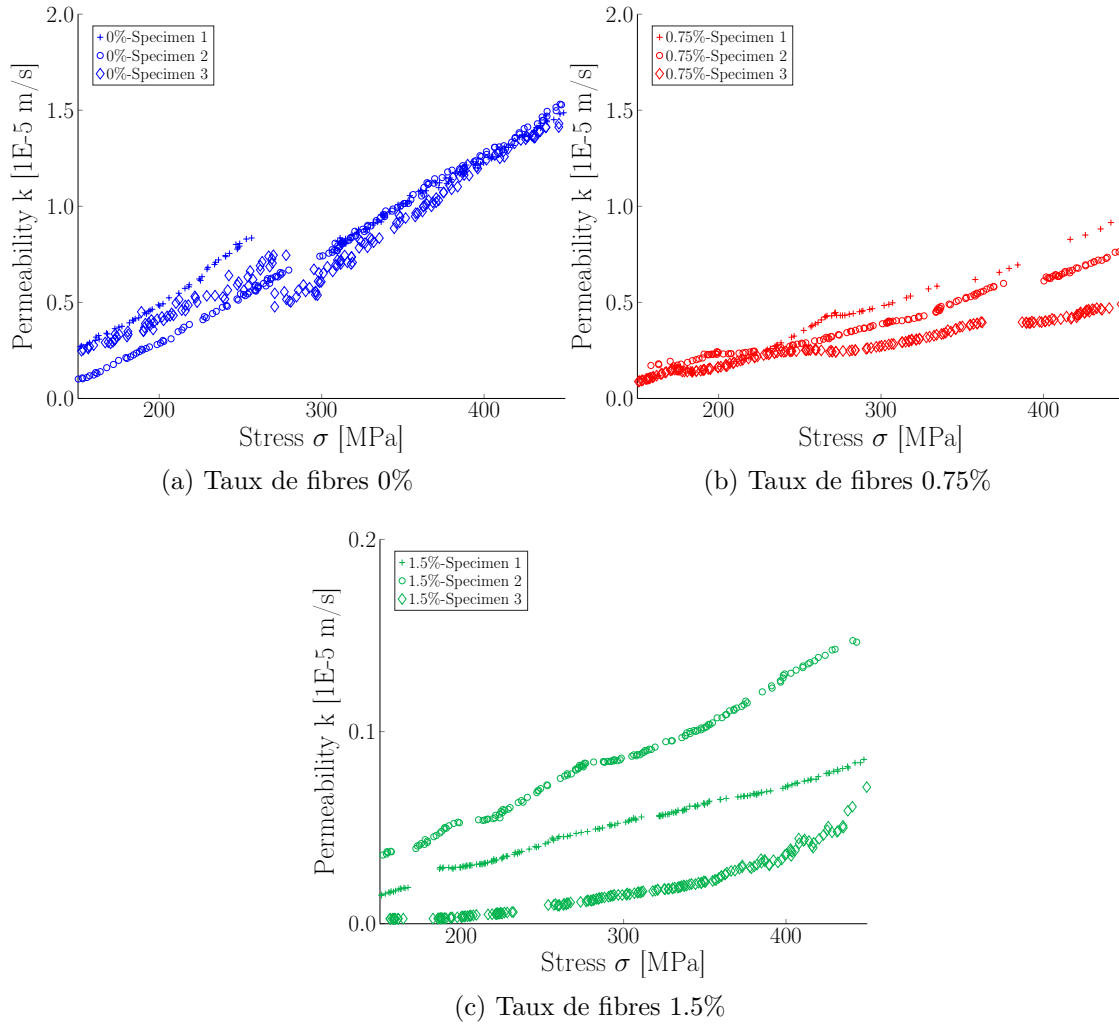 2.0
1.5
1.0
0.5
0.0
Permeability k [1E-5 m/s]
0%-Specimen 1
0%-Specimen 2
0%-Specimen 3
200
300
400
Stress σ [MPa]
(a) Taux de fibres 0%
2.0
1.5
1.0
0.5
0.0
Permeability k [1E-5 m/s]
0.75%-Specimen 1
0.75%-Specimen 2
0.75%-Specimen 3
200
300
400
Stress σ [MPa]
(b) Taux de fibres 0.75%
0.2
0.1
0.0
Permeability k [1E-5 m/s]
1.5%-Specimen 1
1.5%-Specimen 2
1.5%-Specimen 3
200
300
400
Stress σ [MPa]
(c) Taux de fibres 1.5%